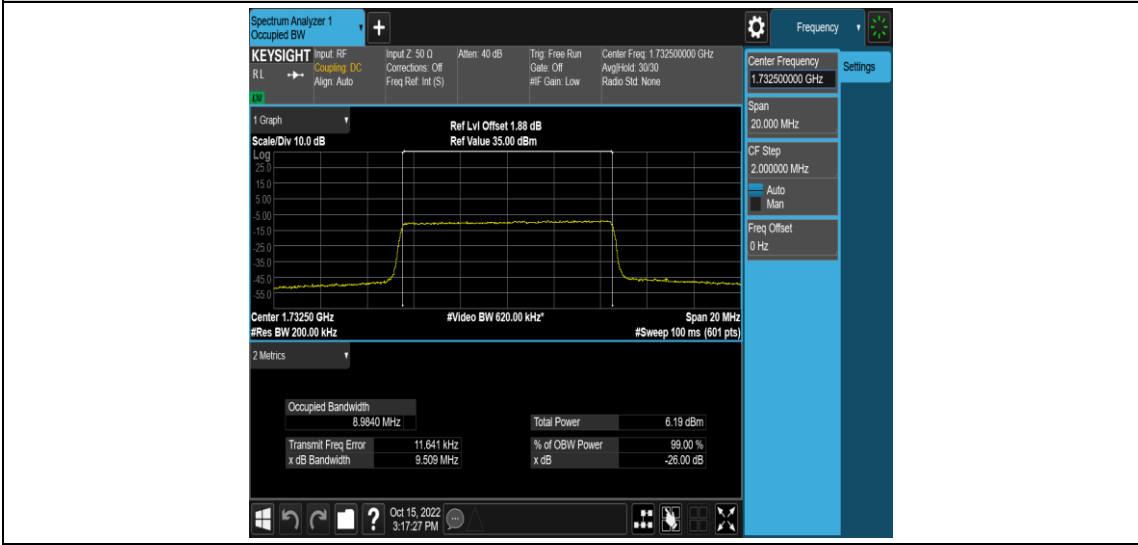 Spectrum Analyzer 1
Occupied BW
+
Frequency
KEYSIGHT
R L
LM
Input: RF
Coupling: DC
Align: Auto
Input Z: 50 Ω
Corrections: Off
Freq Ref: Int (S)
Atten: 40 dB
Trig: Free Run
Gate: Off
#IF Gain: Low
Center Freq: 1.732500000 GHz
Avg|Hold: 30/30
Radio Std: None
Center Frequency
1.732500000 GHz
Settings
Span
20.000 MHz
CF Step
2.000000 MHz
Auto
Man
Freq Offset
0 Hz
1 Graph
Ref Lvl Offset 1.88 dB
Scale/Div 10.0 dB
Ref Value 35.00 dBm
Log
25.0
15.0
5.00
-5.00
-15.0
-25.0
-35.0
-45.0
-55.0
Center 1.73250 GHz
#Video BW 620.00 kHz*
Span 20 MHz
#Res BW 200.00 kHz
#Sweep 100 ms (601 pts)
2 Metrics
Occupied Bandwidth
8.9840 MHz
Total Power 6.19 dBm
Transmit Freq Error 11.641 kHz
% of OBW Power 99.00 %
x dB Bandwidth 9.509 MHz
x dB -26.00 dB
?
Oct 15, 2022
3:17:27 PM